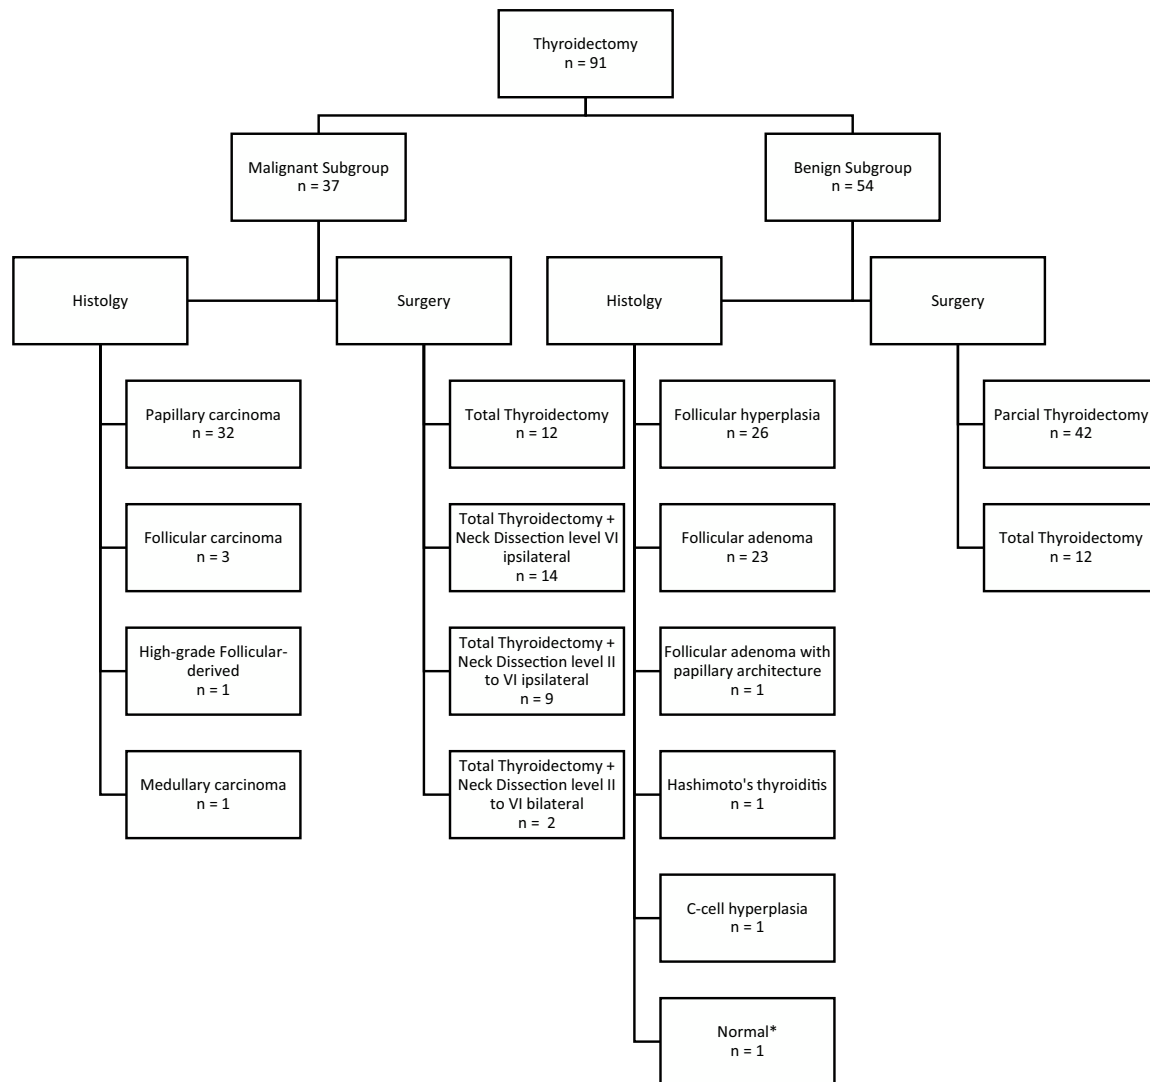 Thyroidectomy
n = 91
Malignant Subgroup
n = 37
Benign Subgroup
n = 54
Histolgy
Surgery
Histolgy
Surgery
Papillary carcinoma
n = 32
Total Thyroidectomy
n = 12
Follicular hyperplasia
n = 26
Parcial Thyroidectomy
n = 42
Follicular carcinoma
n = 3
Total Thyroidectomy +
Neck Dissection level VI
ipsilateral
n = 14
Follicular adenoma
n = 23
Total Thyroidectomy
n = 12
High-grade Follicular-
derived
n = 1
Total Thyroidectomy +
Neck Dissection level II
to VI ipsilateral
n = 9
Follicular adenoma with
papillary architecture
n = 1
Medullary carcinoma
n = 1
Total Thyroidectomy +
Neck Dissection level II
to VI bilateral
n =  2
Hashimoto's thyroiditis
n = 1
C-cell hyperplasia
n = 1
Normal*
n = 1